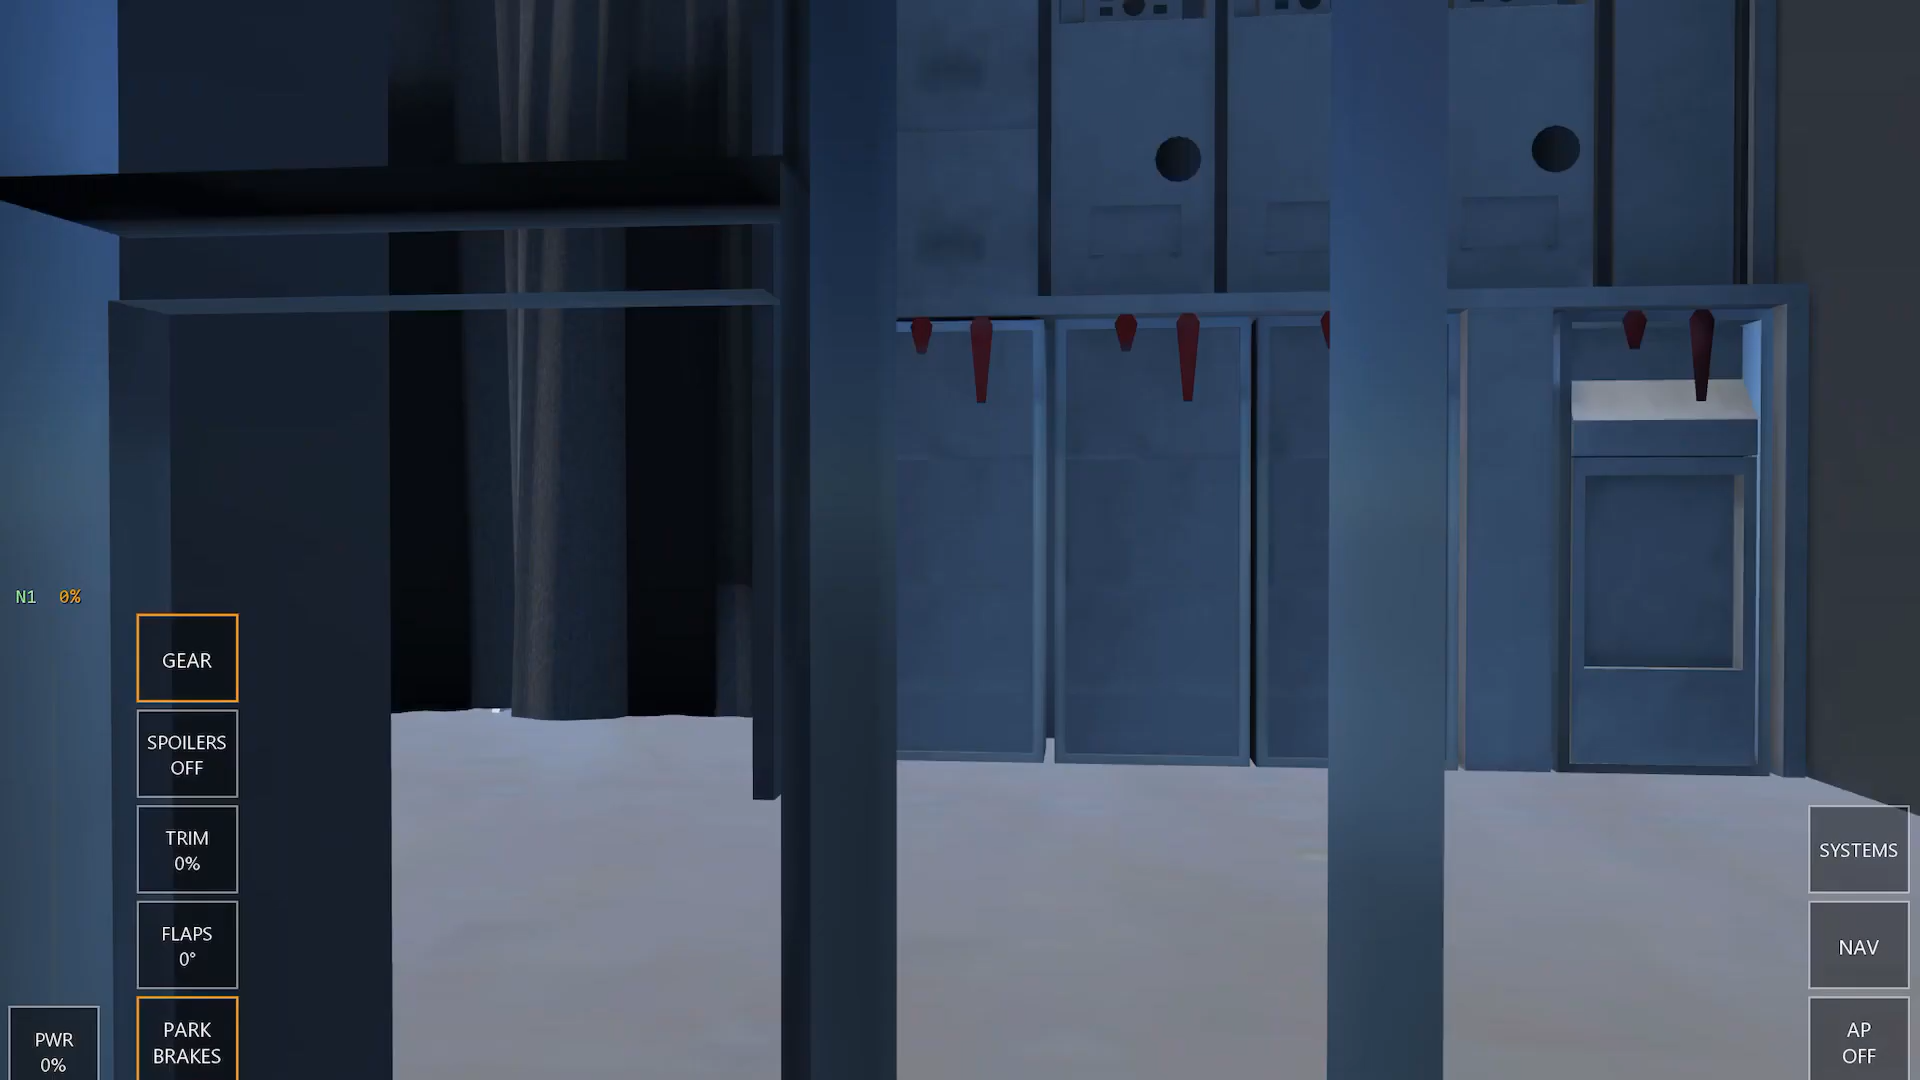 N1 0%
GEAR
SPOILERS
OFF
TRIM
0%
FLAPS
0°
PARK
BRAKES
PWR
0%
SYSTEMS
NAV
AP
OFF